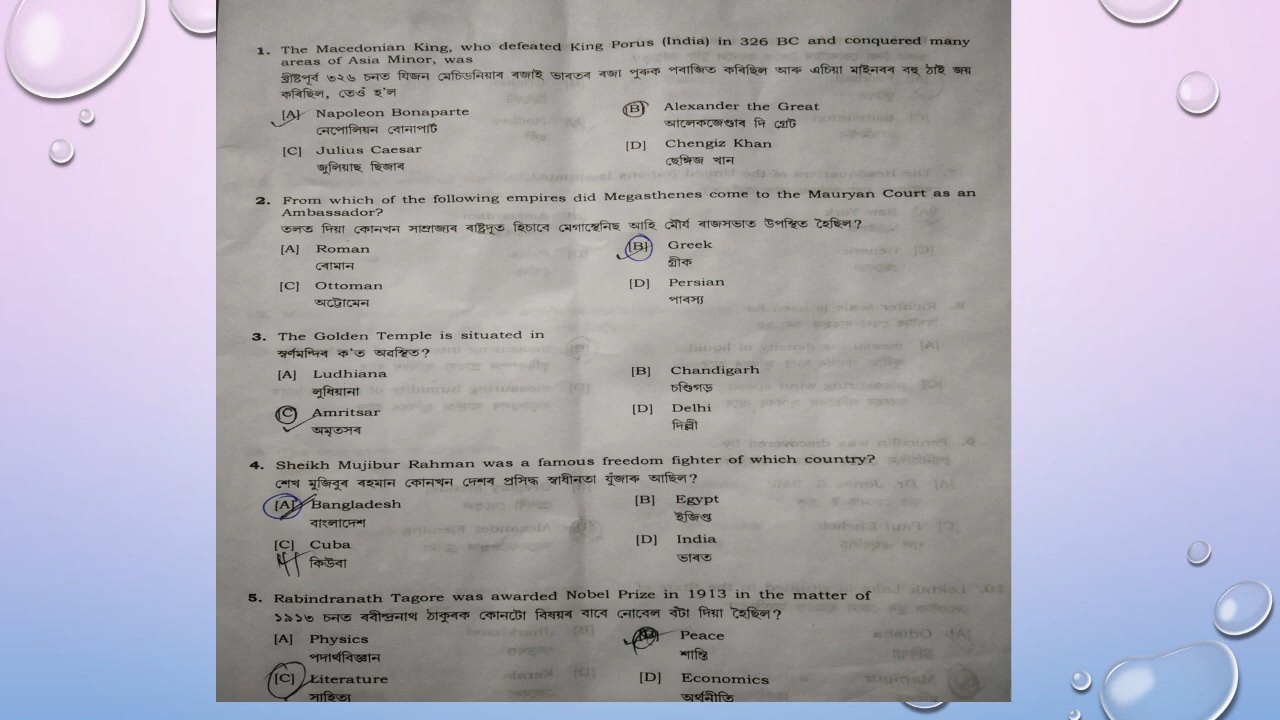 1. The Macedonian King, who defeated King Porus (India) in 326 BC and conquered many
areas of Asia Minor, was
খ্ৰীষ্টপূৰ্ব ৩২৬ চনত যিজন মেচিডনিয়াৰ ৰজাই ভাৰতৰ ৰজা পুৰুক পৰাজিত কৰিছিল আৰু এচিয়া মাইনৰৰ বহু ঠাই জয়
কৰিছিল, তেওঁ হ'ল
[A] Napoleon Bonaparte [B] Alexander the Great
নেপোলিয়ন বোনাপাৰ্ট আলেকজেণ্ডাৰ দি গ্ৰেট
[C] Julius Caesar [D] Chengiz Khan
জুলিয়াছ ছিজাৰ ছেঙ্গিজ খান
2. From which of the following empires did Megasthenes come to the Mauryan Court as an
Ambassador?
তলত দিয়া কোনখন সাম্ৰাজ্যৰ ৰাষ্ট্ৰদূত হিচাবে মেগাস্থেনিছ আহি মৌৰ্য ৰাজসভাত উপস্থিত হৈছিল?
[A] Roman [B] Greek
ৰোমান গ্ৰীক
[C] Ottoman [D] Persian
অট্টোমেন পাৰস্য
3. The Golden Temple is situated in
স্বৰ্ণমন্দিৰ ক'ত অৱস্থিত?
[A] Ludhiana [B] Chandigarh
লুধিয়ানা চণ্ডিগড়
[C] Amritsar [D] Delhi
অমৃতসৰ দিল্লী
4. Sheikh Mujibur Rahman was a famous freedom fighter of which country?
শেখ মুজিবুৰ ৰহমান কোনখন দেশৰ প্ৰসিদ্ধ স্বাধীনতা যুঁজাৰু আছিল?
[A] Bangladesh [B] Egypt
বাংলাদেশ ইজিপ্ত
[C] Cuba [D] India
কিউবা ভাৰত
5. Rabindranath Tagore was awarded Nobel Prize in 1913 in the matter of
১৯১৩ চনত ৰবীন্দ্ৰনাথ ঠাকুৰক কোনটো বিষয়ৰ বাবে নোবেল বঁটা দিয়া হৈছিল?
[A] Physics [B] Peace
পদাৰ্থবিজ্ঞান শান্তি
[C] Literature [D] Economics
সাহিত্য অৰ্থনীতি